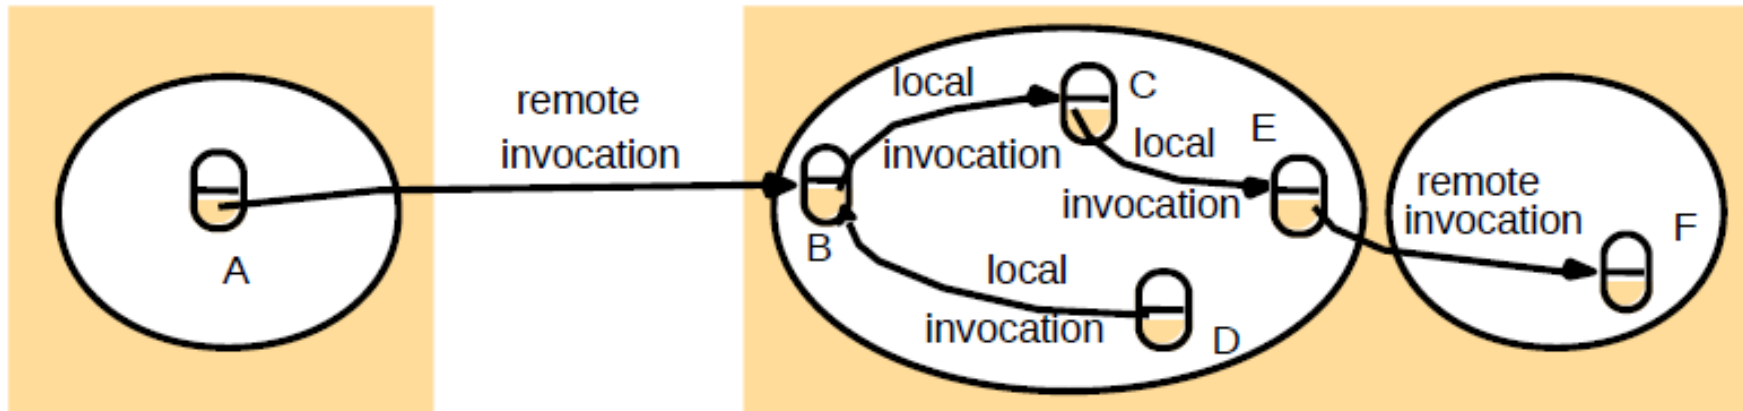 remote
invocation
A
B
local
invocation
C
local
invocation
E
local
invocation
D
remote
invocation
F